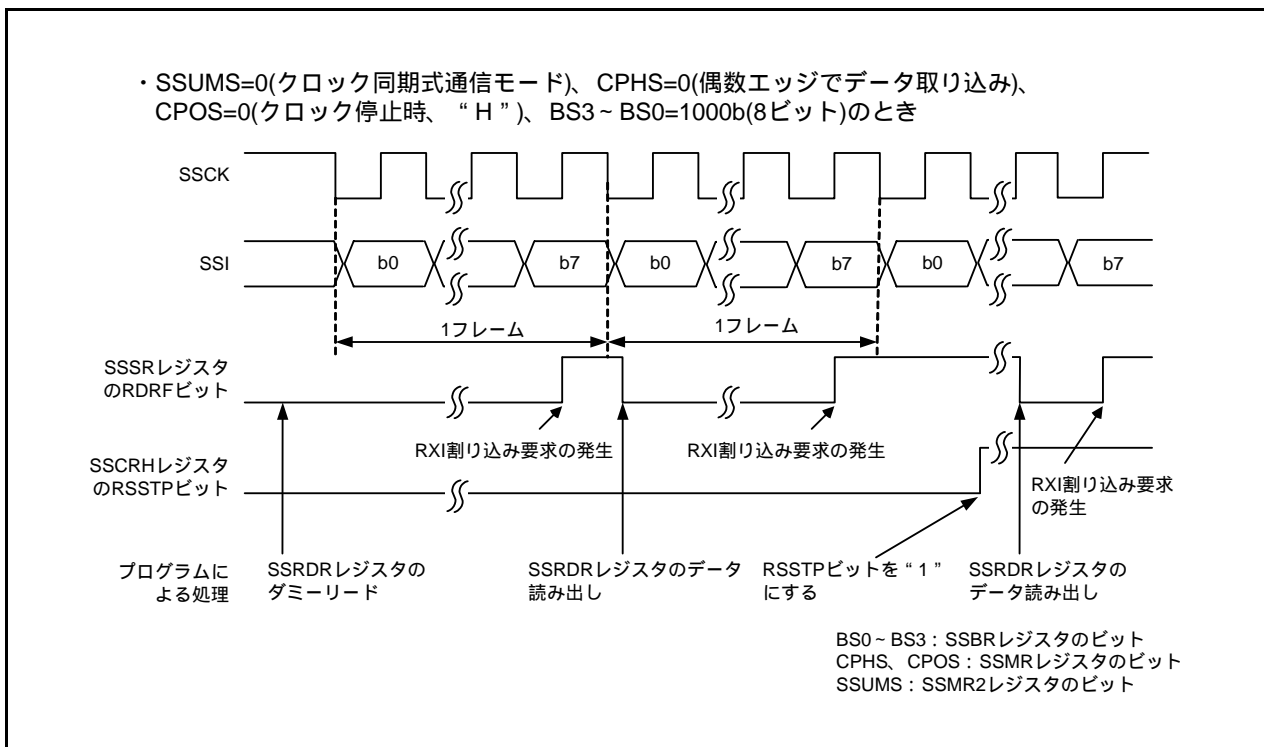 ・SSUMS=0(クロック同期式通信モード)、CPHS=0(偶数エッジでデータ取り込み)、
CPOS=0(クロック停止時、“H”)、BS3~BS0=1000b(8ビット)のとき
SSCK
SSI
b0
b7
b0
b7
b0
b7
1フレーム
1フレーム
SSSRレジスタ
のRDRFビット
RXI割り込み要求の発生
RXI割り込み要求の発生
RXI割り込み要求
の発生
SSCRHレジスタ
のRSSTPビット
プログラムに
よる処理
SSRDRレジスタの
ダミーリード
SSRDRレジスタのデータ
読み出し
RSSTPビットを“1”
にする
SSRDRレジスタの
データ読み出し
BS0~BS3:SSBRレジスタのビット
CPHS、CPOS:SSMRレジスタのビット
SSUMS:SSMR2レジスタのビット